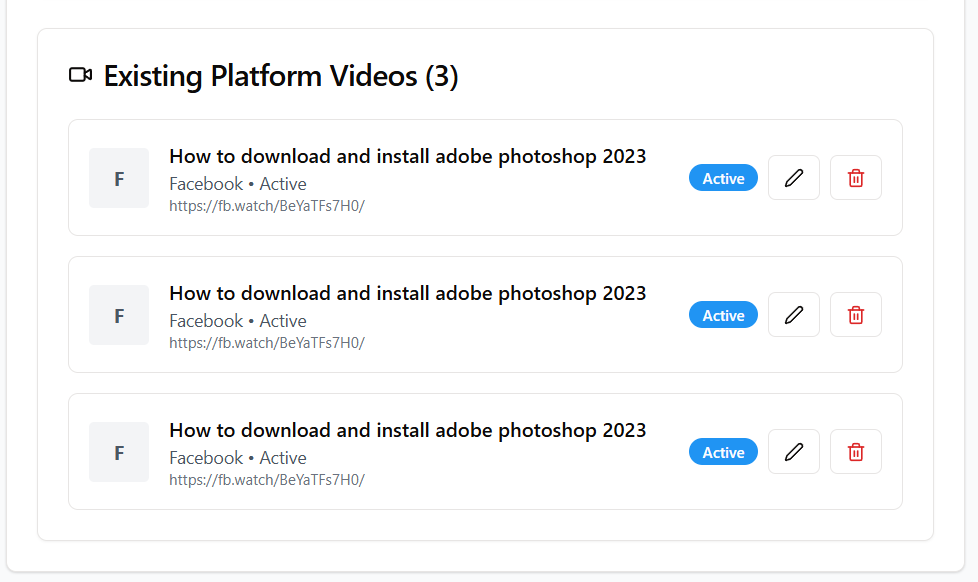 Existing Platform Videos (3)
F
How to download and install adobe photoshop 2023
Facebook • Active
https://fb.watch/BeYaTFs7H0/
Active
F
How to download and install adobe photoshop 2023
Facebook • Active
https://fb.watch/BeYaTFs7H0/
Active
F
How to download and install adobe photoshop 2023
Facebook • Active
https://fb.watch/BeYaTFs7H0/
Active